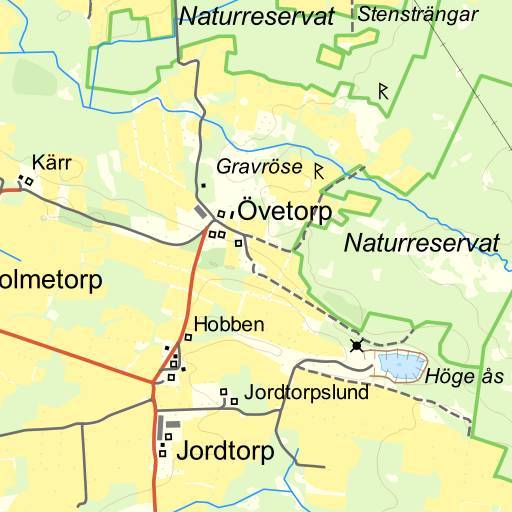 Naturreservat
Stensträngar
R
Kärr
Gravröse
R
Övetorp
Naturreservat
olmetorp
Hobben
Höge ås
Jordtorpslund
Jordtorp